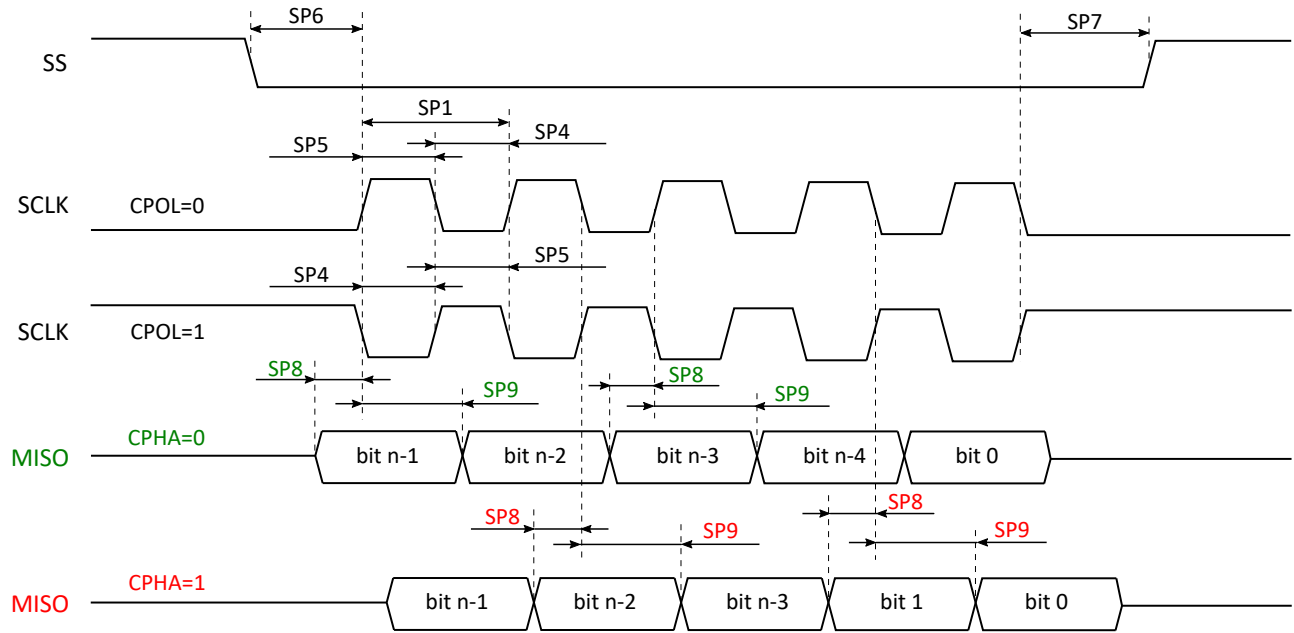 SP6
SP7
SS
SP1
SP4
SP5
SCLK CPOL=0
SP5
SP4
SCLK CPOL=1
SP8 SP8
SP9 SP9
CPHA=0
MISO bit n-1 bit n-2 bit n-3 bit n-4 bit 0
SP8 SP8
SP9 SP9
CPHA=1
MISO bit n-1 bit n-2 bit n-3 bit 1 bit 0